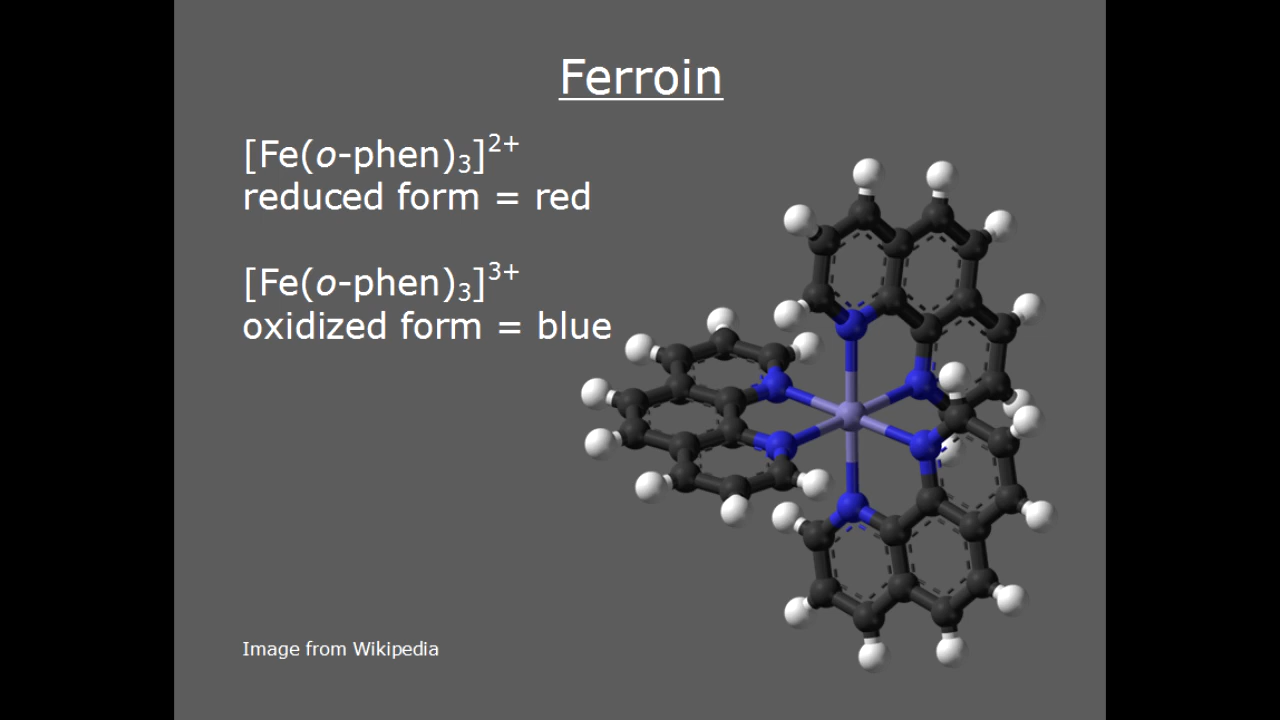 Ferroin
[Fe(o-phen)₃]²⁺
reduced form = red
[Fe(o-phen)₃]³⁺
oxidized form = blue
Image from Wikipedia